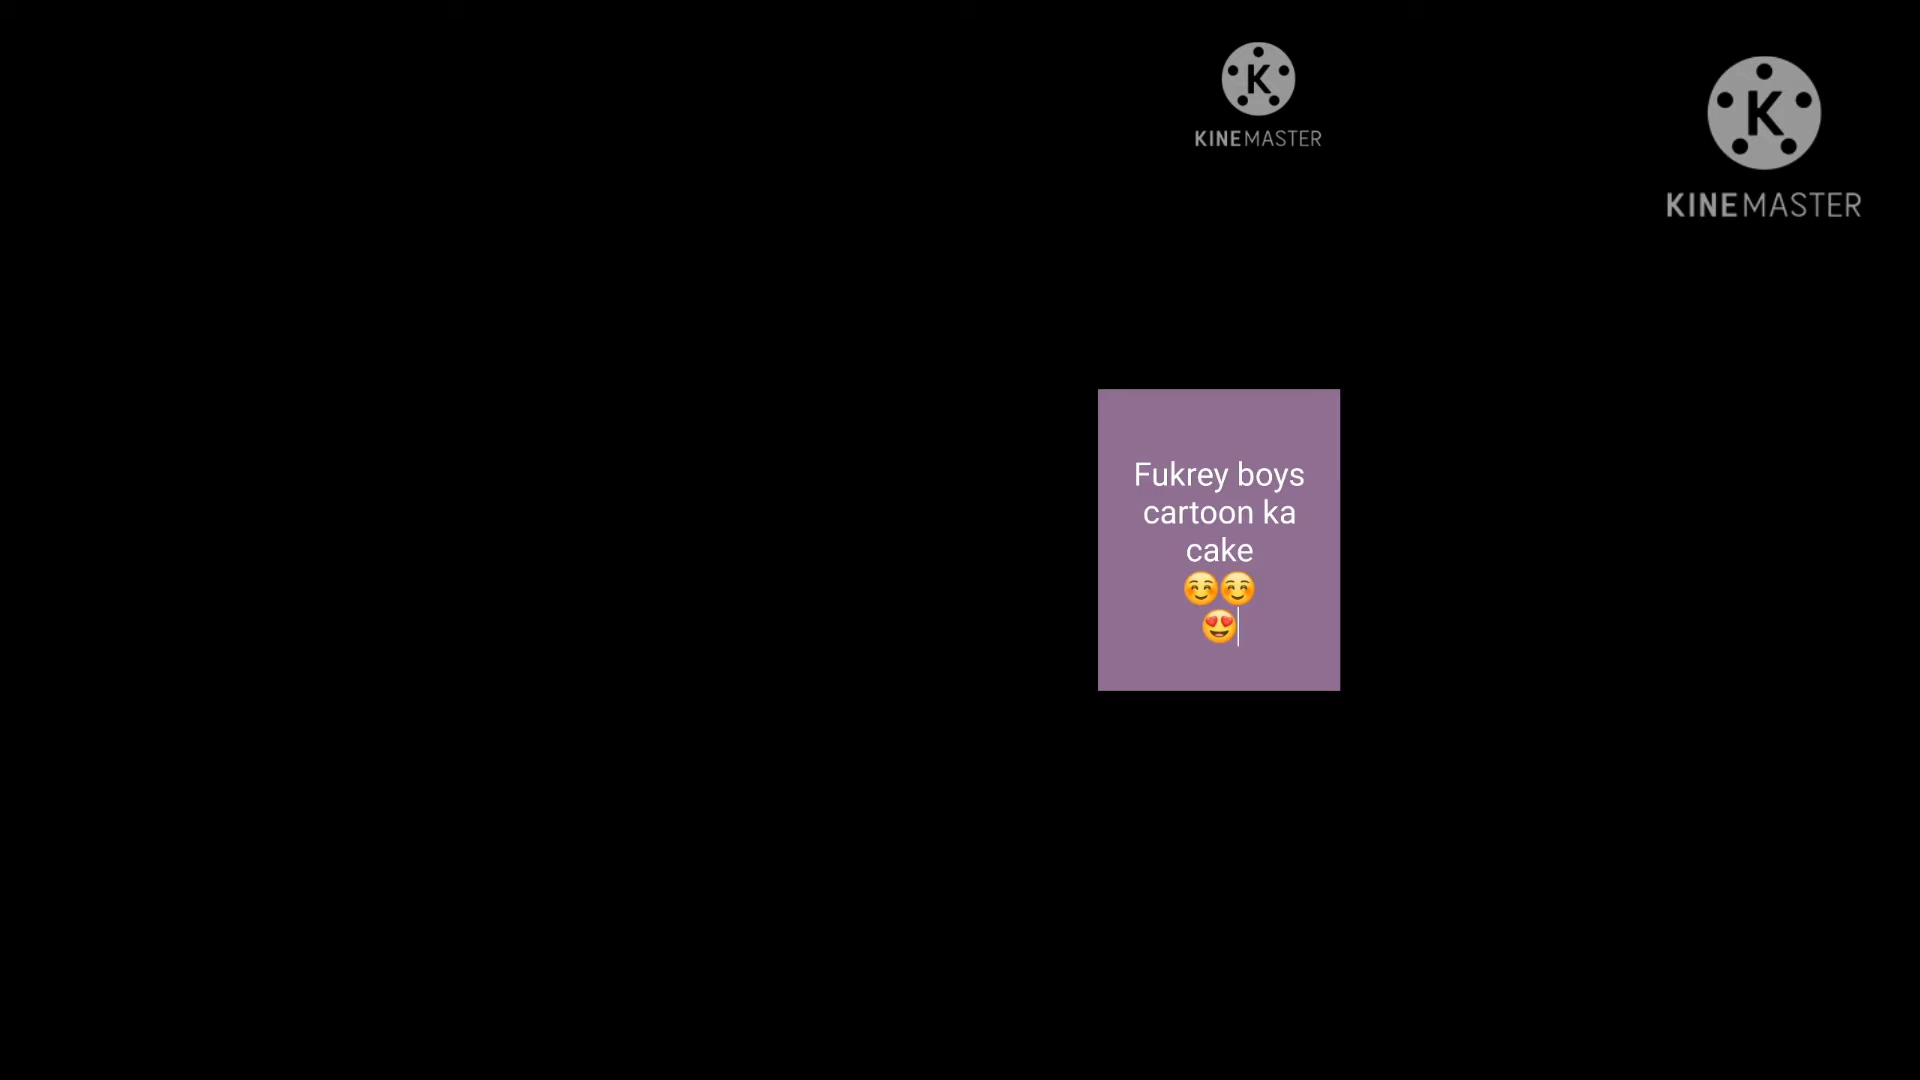 K
KINEMASTER
K
KINEMASTER
Fukrey boys
cartoon ka
cake
☺️☺️
😍